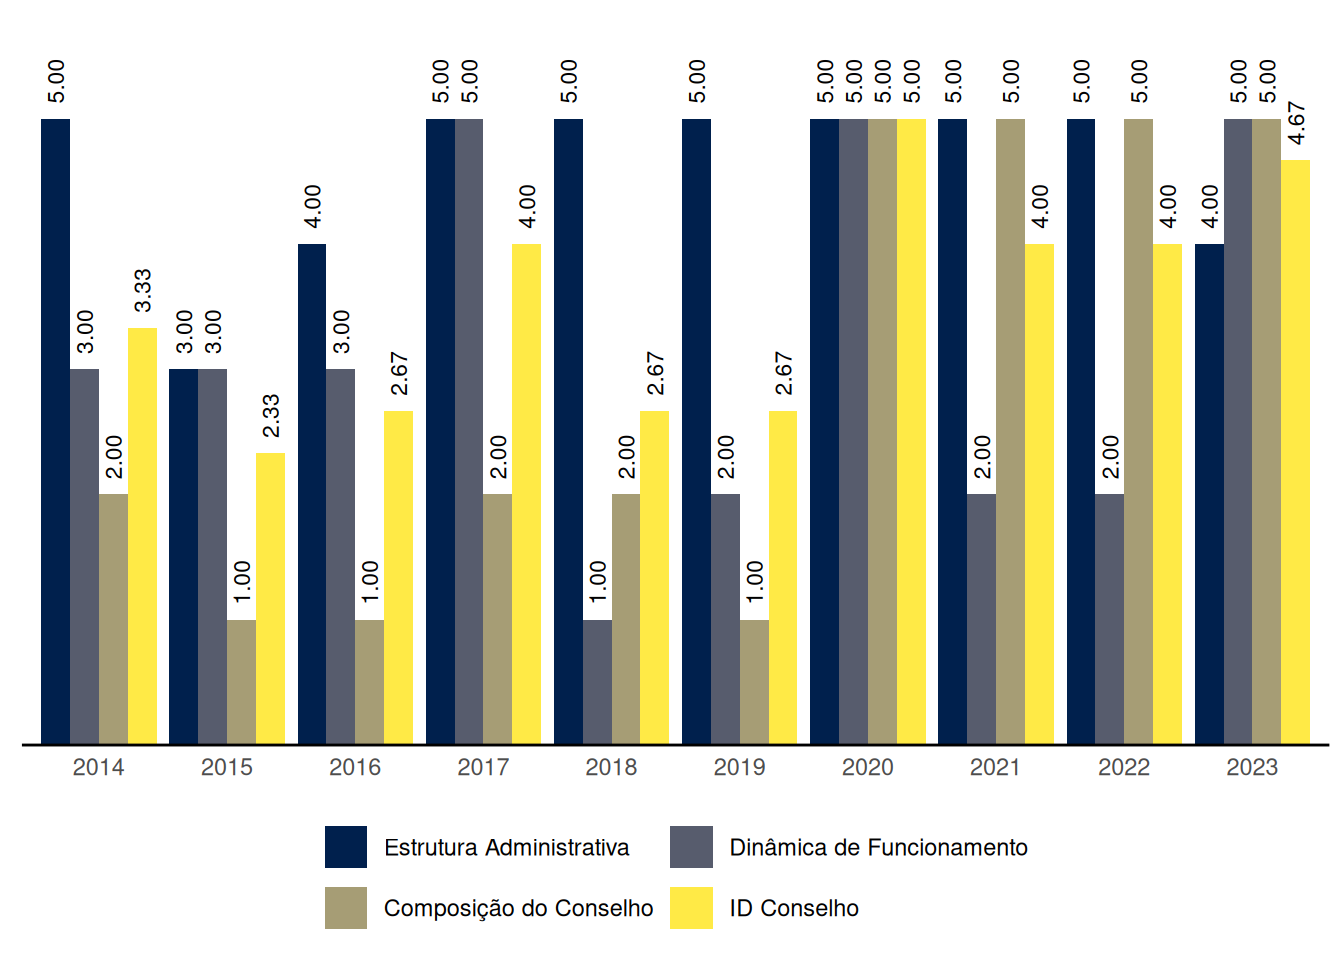 5.00 3.00 2.00 3.33
3.00 3.00 1.00 2.33
4.00 3.00 1.00 2.67
5.00 5.00 2.00 4.00
5.00 1.00 2.00 2.67
5.00 2.00 1.00 2.67
5.00 5.00 5.00 5.00
5.00 2.00 5.00 4.00
5.00 2.00 5.00 4.00
4.00 5.00 5.00 4.67
2014 2015 2016 2017 2018 2019 2020 2021 2022 2023
Estrutura Administrativa Dinâmica de Funcionamento
Composição do Conselho ID Conselho